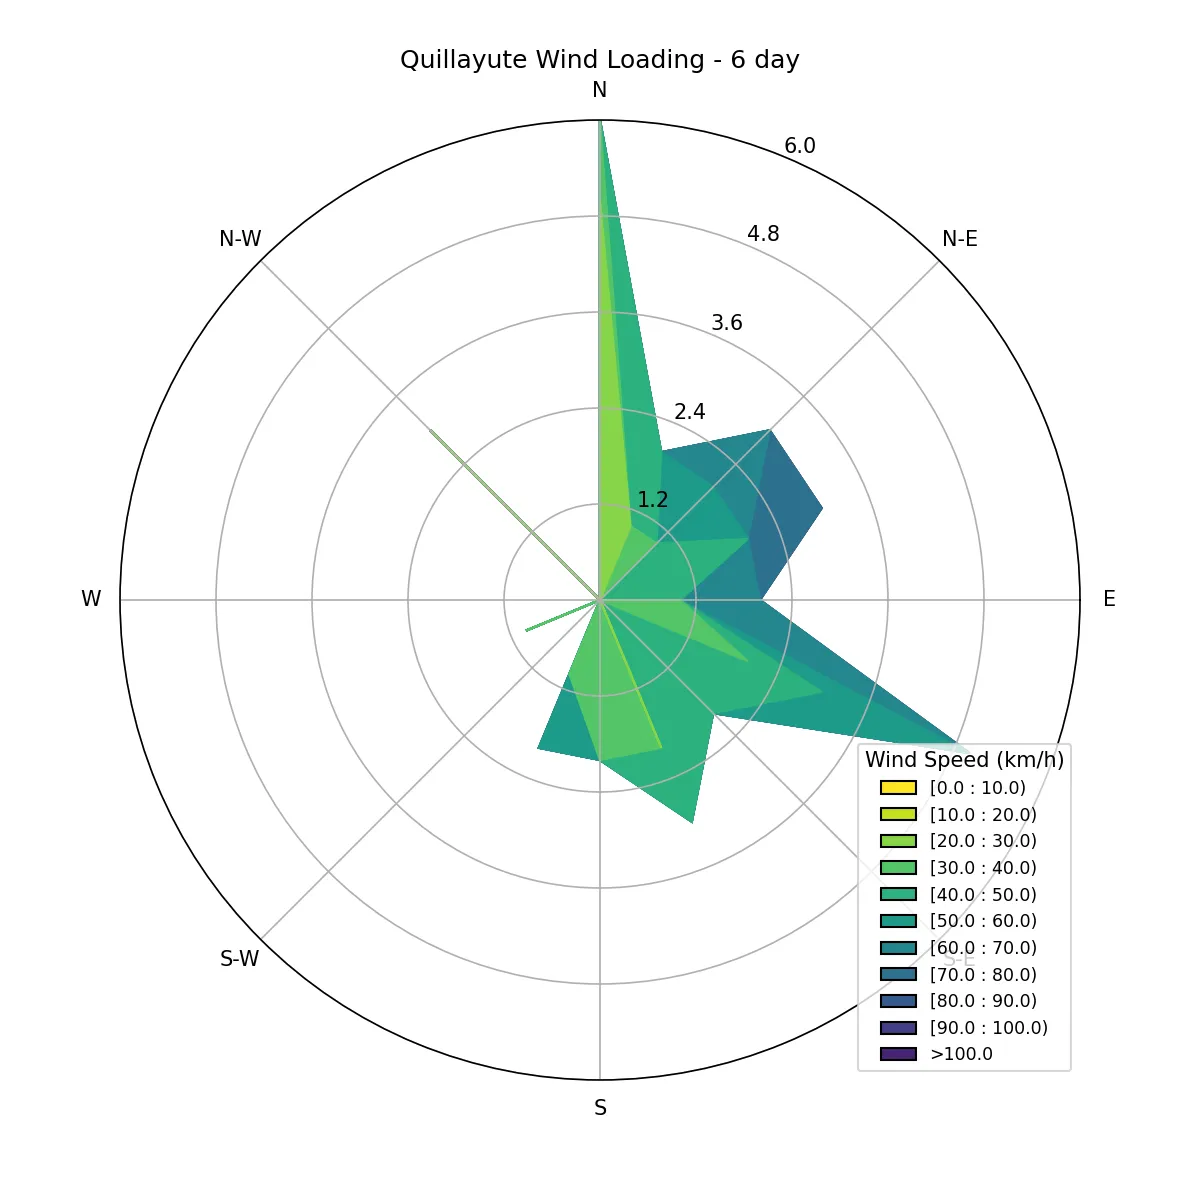 Quillayute Wind Loading - 6 day
N
6.0
N-W
4.8
N-E
3.6
2.4
1.2
W
E
Wind Speed (km/h)
[0.0 : 10.0)
[10.0 : 20.0)
[20.0 : 30.0)
[30.0 : 40.0)
[40.0 : 50.0)
[50.0 : 60.0)
[60.0 : 70.0)
S-W
S-E
[70.0 : 80.0)
[80.0 : 90.0)
[90.0 : 100.0)
>100.0
S